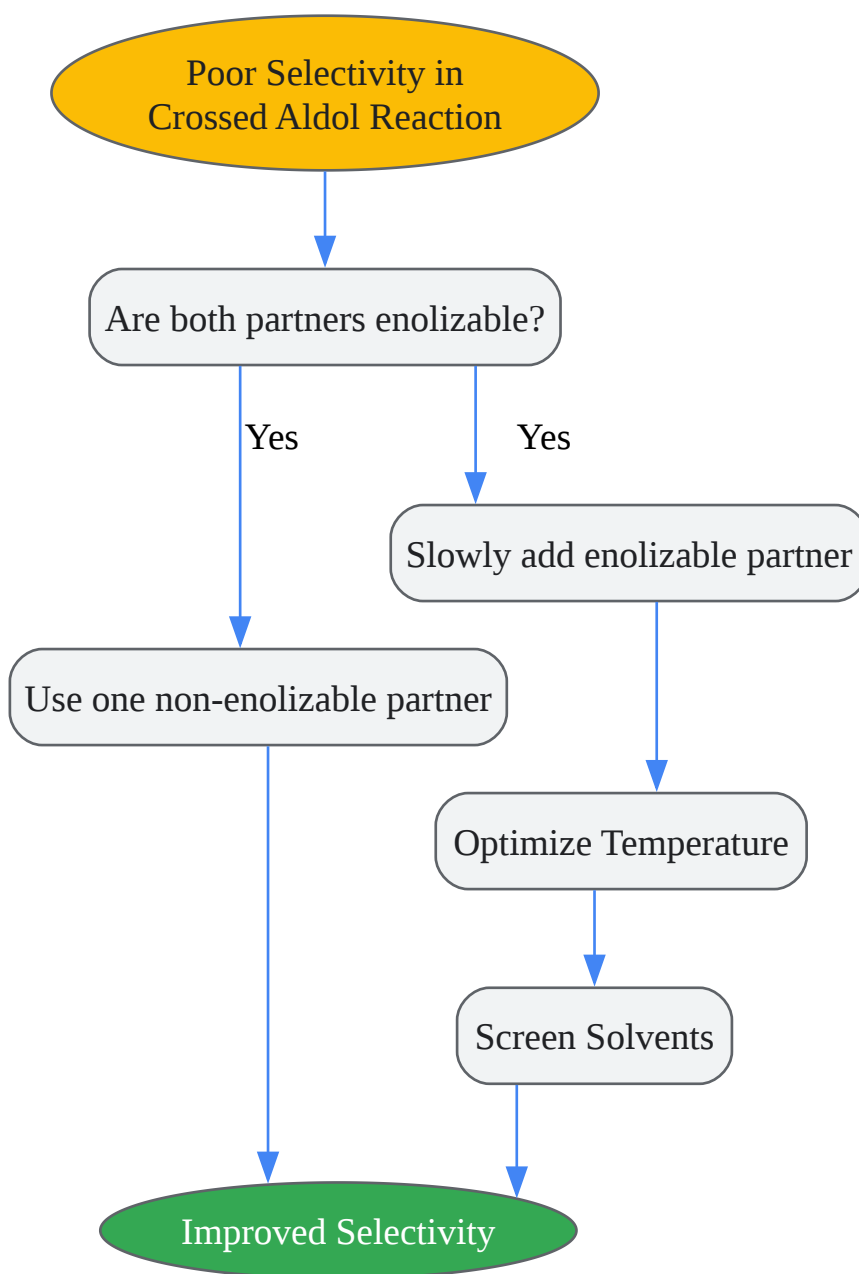 Poor Selectivity in
Crossed Aldol Reaction
Are both partners enolizable?
Yes
Yes
Slowly add enolizable partner
Use one non-enolizable partner
Optimize Temperature
Screen Solvents
Improved Selectivity